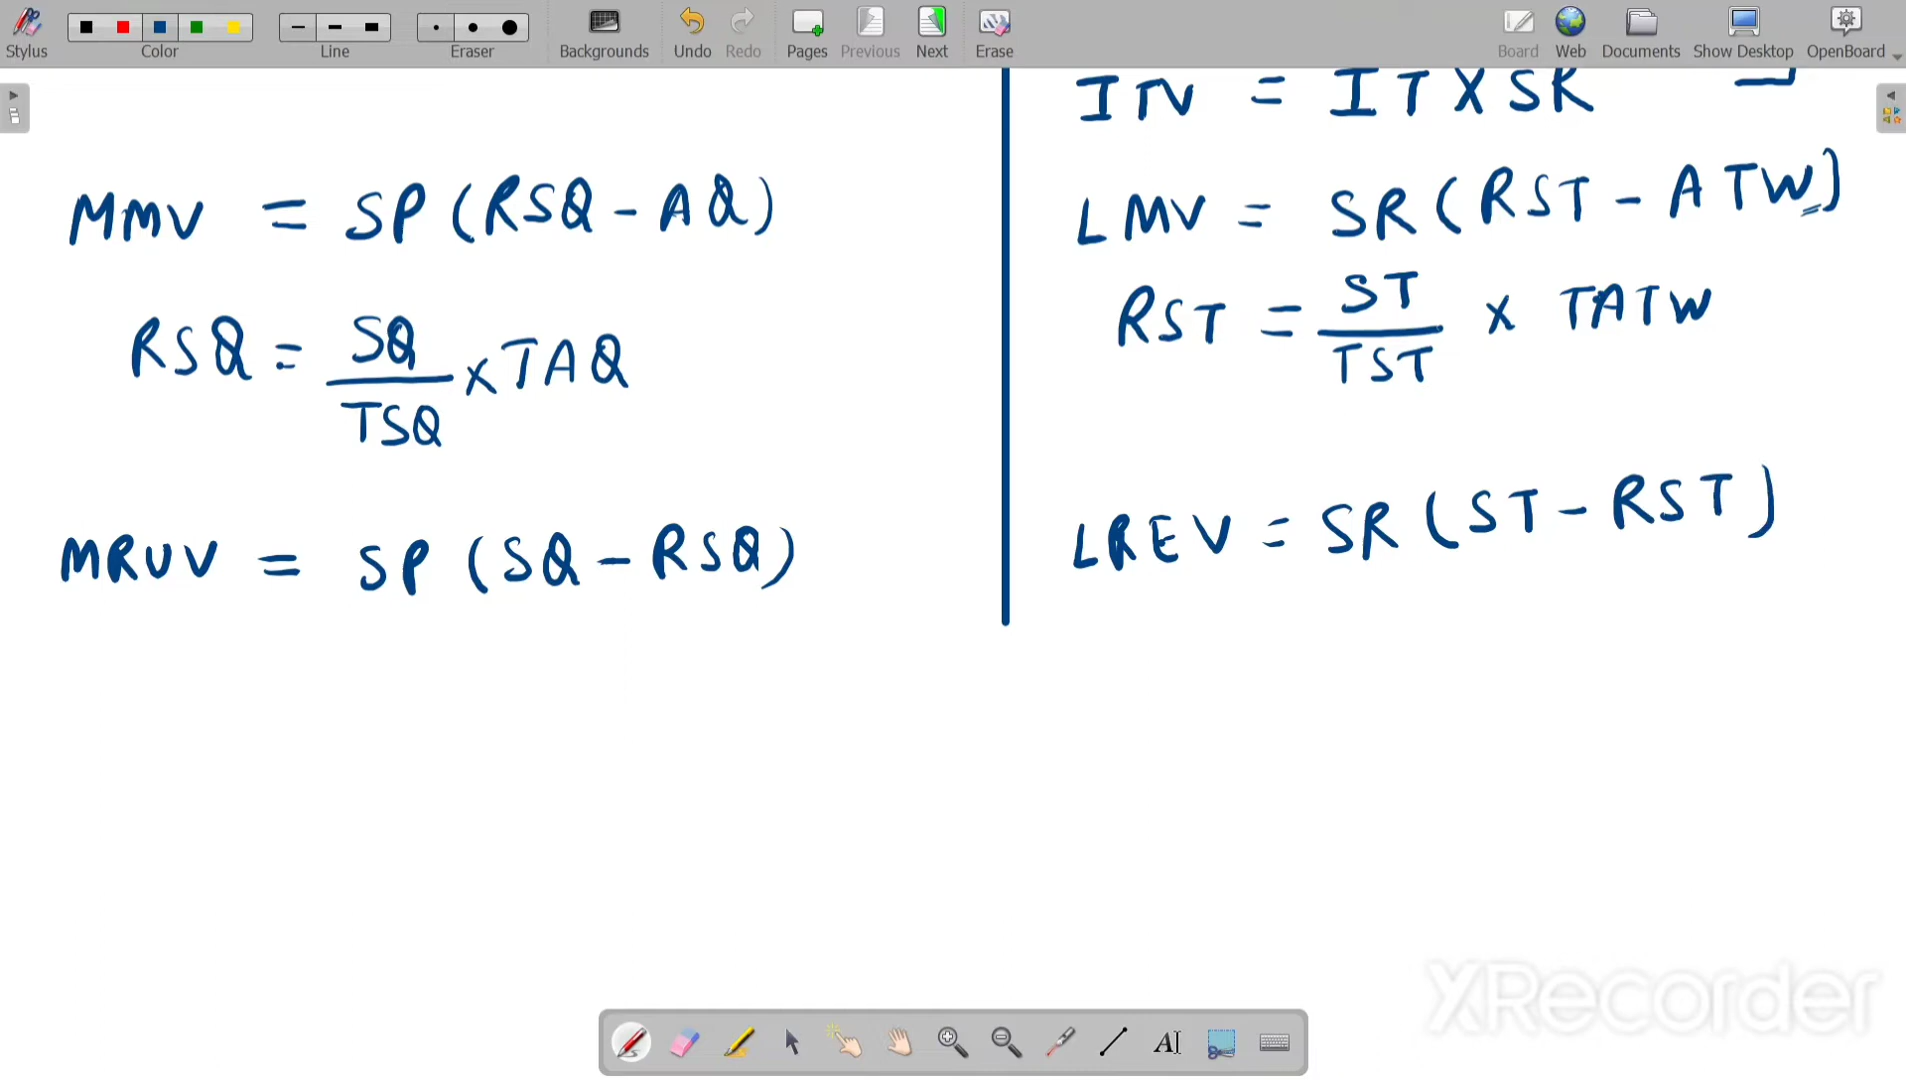 Stylus Color Line Eraser Backgrounds Undo Redo Pages Previous Next Erase Board Web Documents Show Desktop OpenBoard
MMV = SP (RSQ - AQ)
RSQ = SQ / TSQ x TAQ
MRUV = SP (SQ - RSQ)
ITV = IT X SR
LMV = SR (RST - ATW)
RST = ST / TST x TATW
LREV = SR (ST - RST)
XRecorder